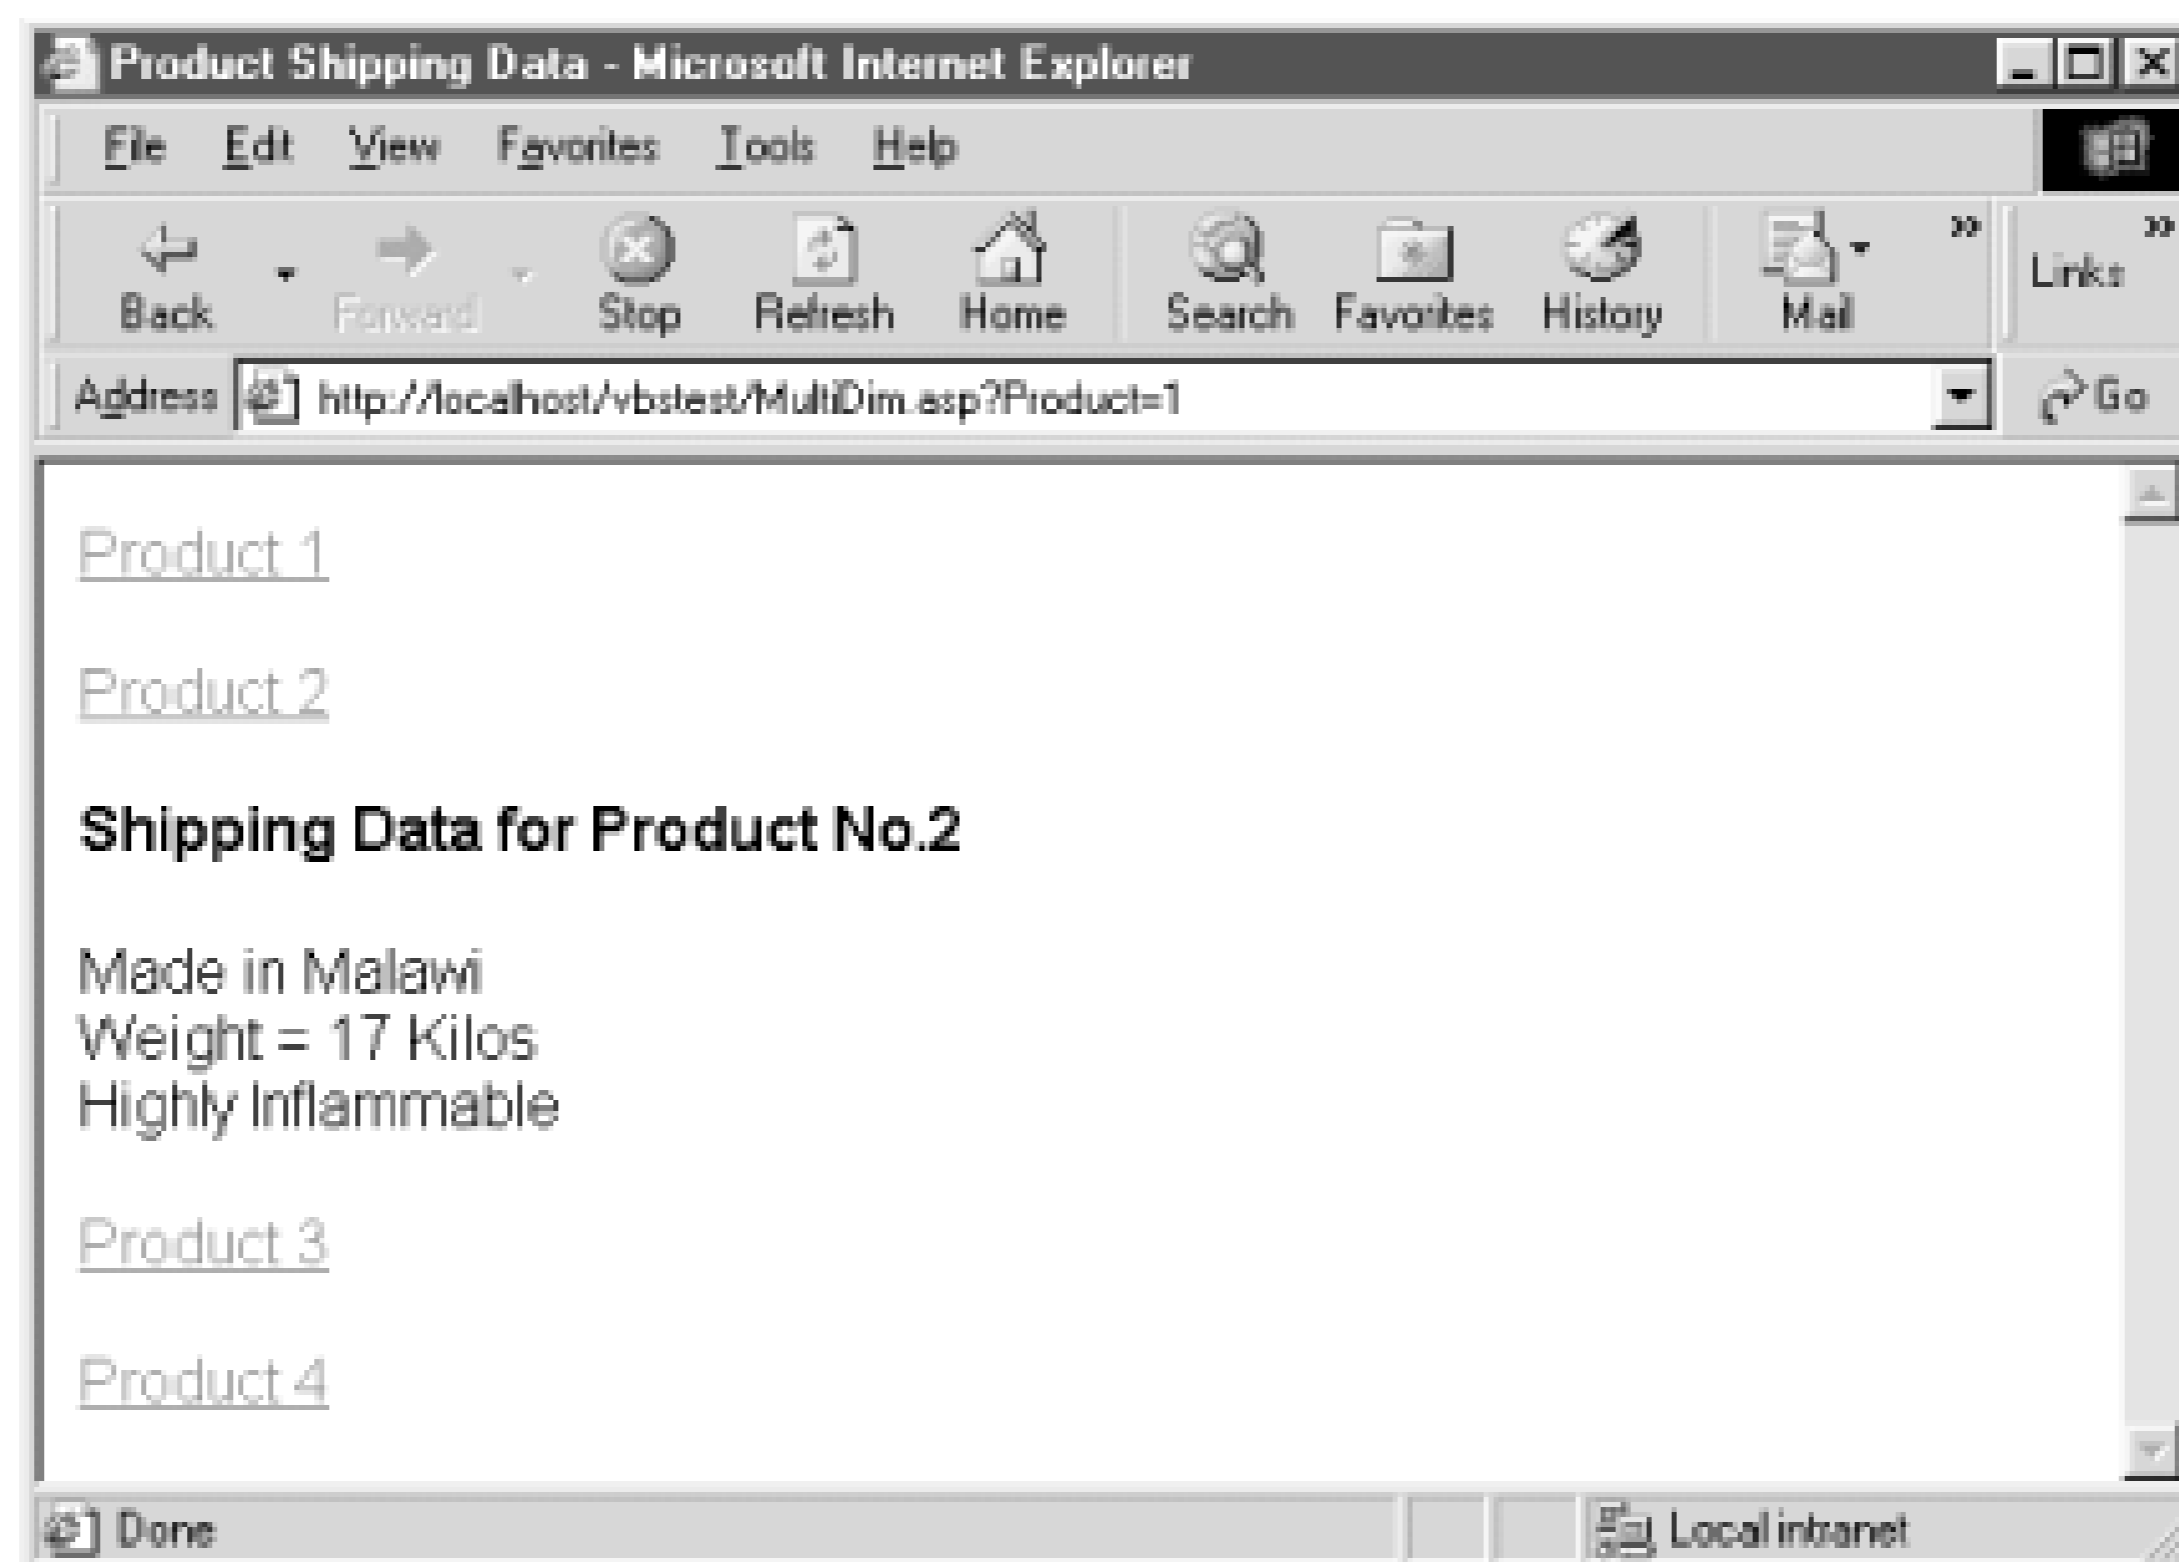 Product Shipping Data - Microsoft Internet Explorer
File Edit View Favorites Tools Help
Back Forward Stop Refresh Home Search Favorites History Mail » Links »
Address http://localhost/vbstest/MultiDim.asp?Product=1 Go
Product 1
Product 2
Shipping Data for Product No.2
Made in Malawi
Weight = 17 Kilos
Highly Inflammable
Product 3
Product 4
Done Local intranet